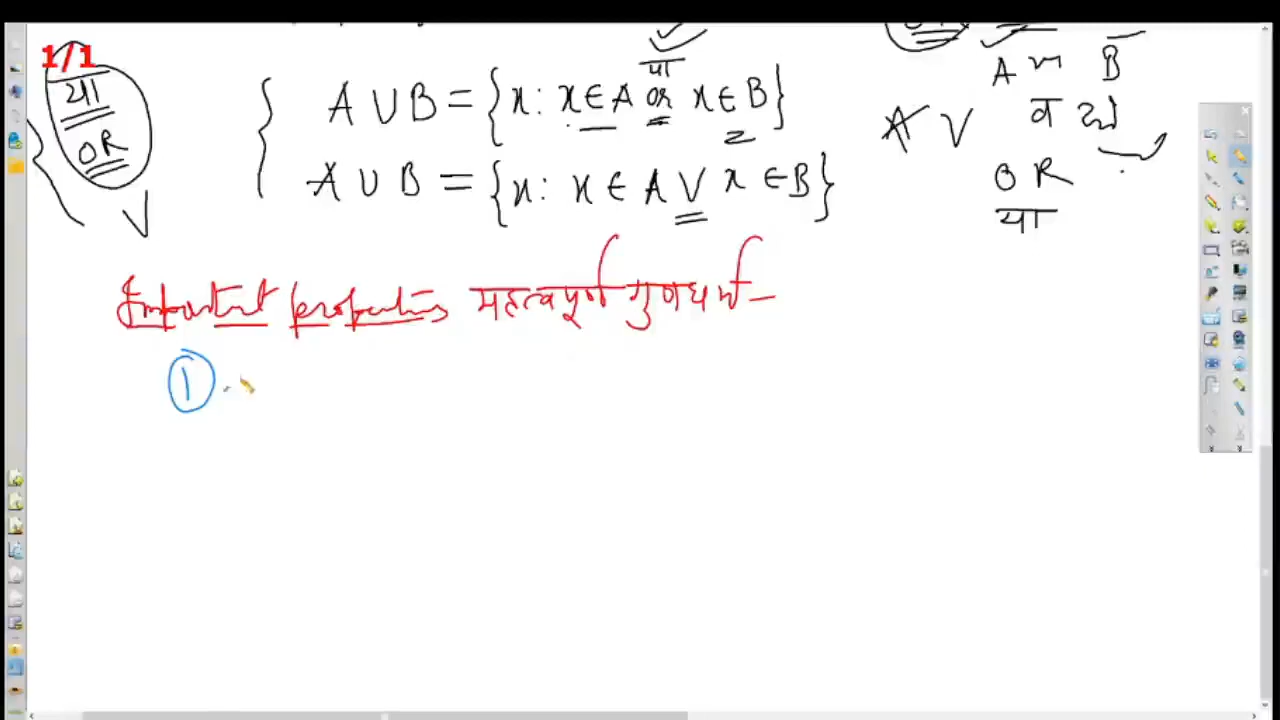 1/1
या
OR
V
या
A ∪ B = {x : x ∈ A or x ∈ B}
A ∪ B = {x : x ∈ A V x ∈ B}
B
A V
OR
या
Important properties महत्वपूर्ण गुणधर्म –
①